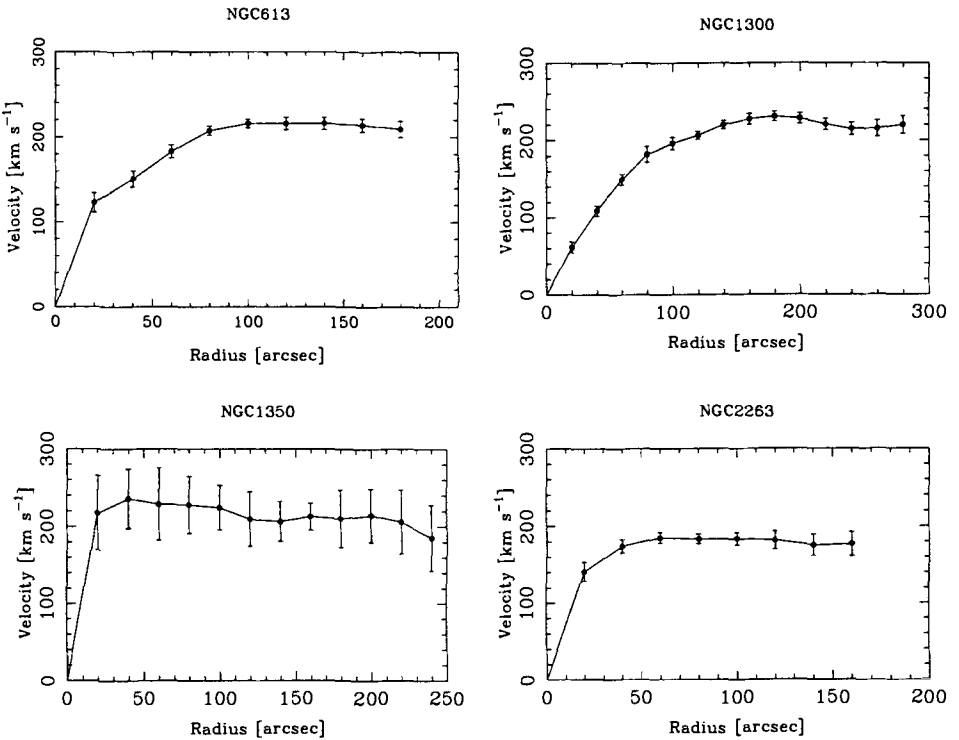 NGC613
Velocity [km s⁻¹]
0 100 200 300
0 50 100 150 200
Radius [arcsec]
NGC1300
Velocity [km s⁻¹]
0 100 200 300
0 100 200 300
Radius [arcsec]
NGC1350
Velocity [km s⁻¹]
0 100 200 300
0 50 100 150 200 250
Radius [arcsec]
NGC2263
Velocity [km s⁻¹]
0 100 200 300
0 50 100 150 200
Radius [arcsec]